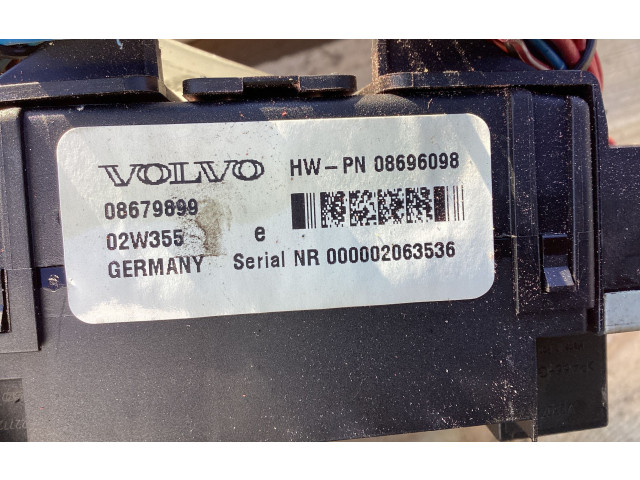 VOLVO
HW-PN 08696098
08679899
02W355
e
GERMANY
Serial NR 000002063536